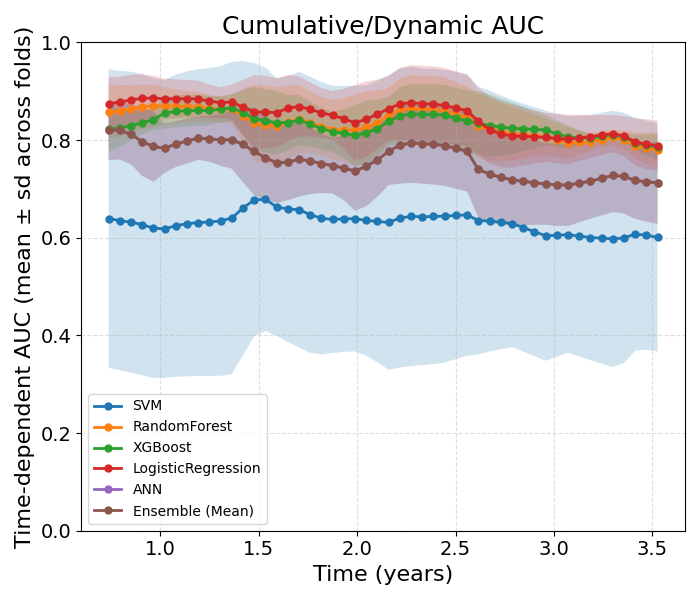 Cumulative/Dynamic AUC
Time-dependent AUC (mean ± sd across folds)
1.0
0.8
0.6
0.4
0.2
0.0
SVM
RandomForest
XGBoost
LogisticRegression
ANN
Ensemble (Mean)
1.0 1.5 2.0 2.5 3.0 3.5
Time (years)